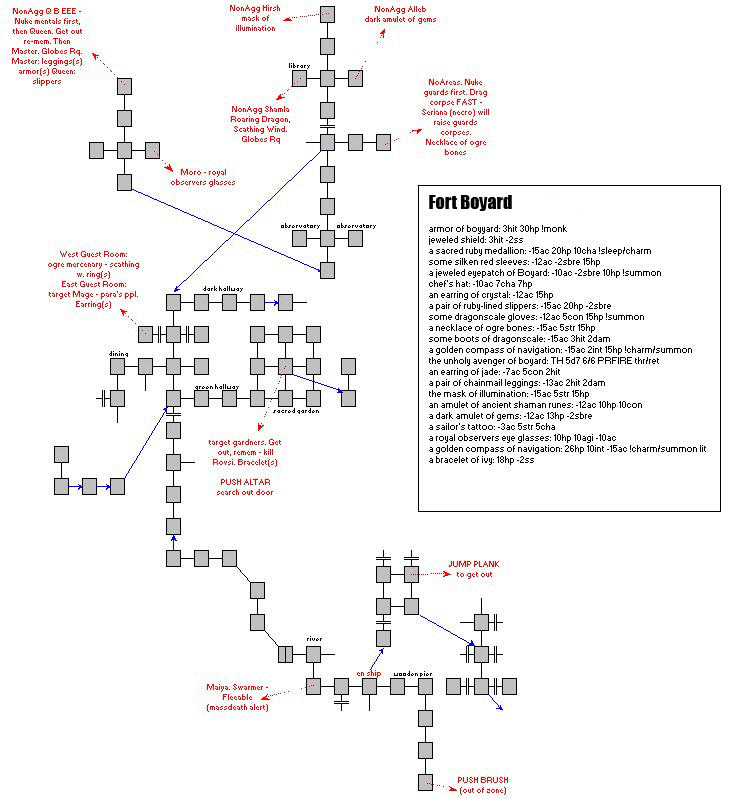 NonAgg Q B EEE -
Nuke mentals first,
then Queen. Get out
re-mem. Then
Master. Globes Rq.
Master: leggings(s)
armor(s) Queen:
slippers
NonAgg Hirsh
mask of
illumination
NonAgg Alleb
dark amulet of gems
library
NonAgg Shamla
Roaring Dragon,
Scathing Wind.
Globes Rq
NoAreas. Nuke
guards first. Drag
corpse FAST -
Seriana (necro) will
raise guards
corpses.
Necklace of ogre
bones
Moro - royal
observers glasses
observatory
observatory
West Guest Room:
ogre mercenary - scathing
w. ring(s)
East Guest Room:
target Mage - para's ppl.
Earring(s)
dark hallway
dining
green hallway
sacred garden
target gardners. Get
out, remem - kill
Rovsi. Bracelet(s)
PUSH ALTAR
search out door
Fort Boyard
armor of boyyard: 3hit 30hp !monk
jeweled shield: 3hit -2ss
a sacred ruby medallion: -15ac 20hp 10cha !sleep/charm
some silken red sleeves: -12ac -2sbre 15hp
a jeweled eyepatch of Boyard: -10ac -2sbre 10hp !summon
chef's hat: -10ac 7cha 7hp
an earring of crystal: -12ac 15hp
a pair of ruby-lined slippers: -15ac 20hp -2sbre
some dragonscale gloves: -12ac 5con 15hp !summon
a necklace of ogre bones: -15ac 5str 15hp
some boots of dragonscale: -15ac 3hit 2dam
a golden compass of navigation: -15ac 2int 15hp !charm/summon
the unholy avenger of boyard: TH 5d7 6/6 PRFIRE thr/ret
an earring of jade: -7ac 5con 2hit
a pair of chainmail leggings: -13ac 2hit 2dam
the mask of illumination: -15ac 5str 15hp
an amulet of ancient shaman runes: -12ac 10hp 10con
a dark amulet of gems: -12ac 13hp -2sbre
a sailor's tattoo: -3ac 5str 5cha
a royal observers eye glasses: 10hp 10agi -10ac
a golden compass of navigation: 26hp 10int -15ac !charm/summon lit
a bracelet of ivy: 18hp -2ss
JUMP PLANK
to get out
river
en ship
wooden pier
Maiya. Swarmer -
Fleeable
(massdeath alert)
PUSH BRUSH
(out of zone)